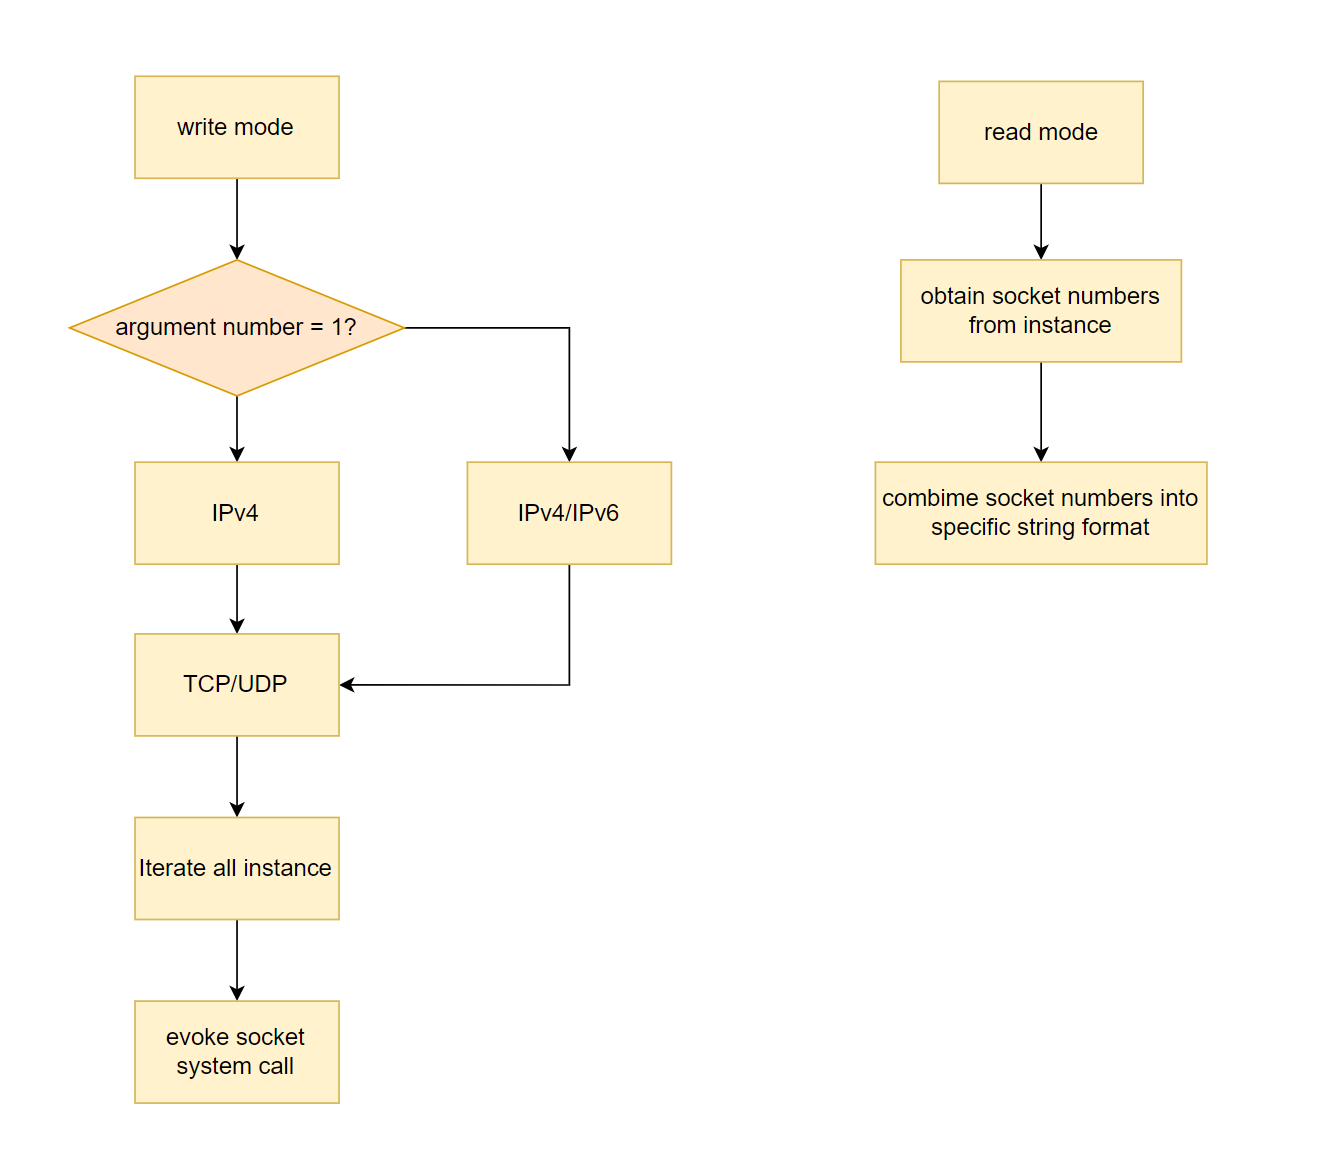 write mode
argument number = 1?
IPv4
IPv4/IPv6
TCP/UDP
Iterate all instance
evoke socket
system call
read mode
obtain socket numbers
from instance
combime socket numbers into
specific string format